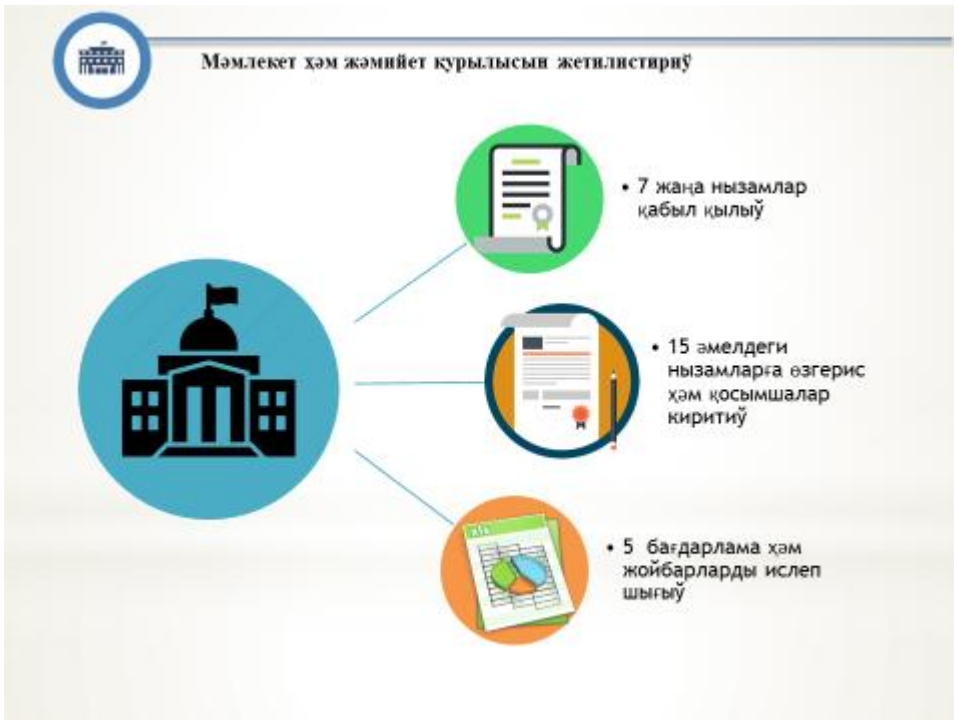 Мәмлекет ҳәм жәмийет қурылысын жетилистириў
• 7 жаңа нызамлар
қабыл қылыў
• 15 әмелдеги
нызамларға өзгерис
ҳәм қосымшалар
киритиў
• 5 бағдарлама ҳәм
жойбарларды ислеп
шығыў